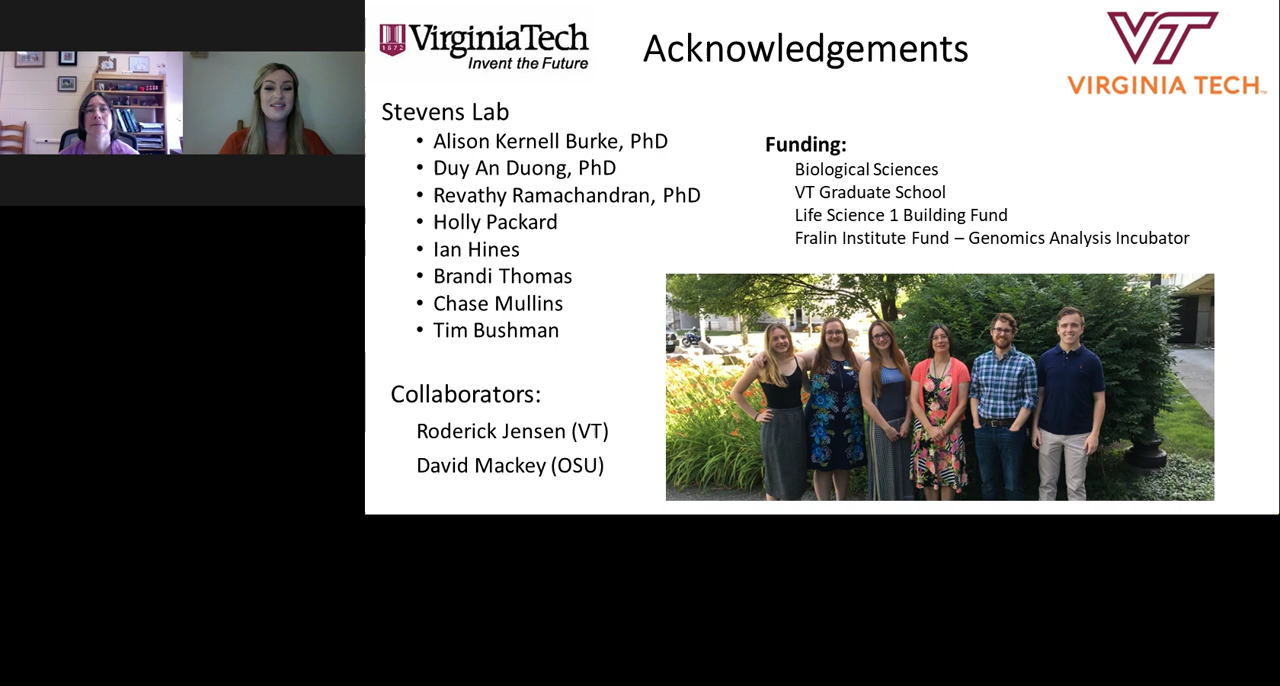 1872
VirginiaTech
Invent the Future
Acknowledgements
VT
VIRGINIA TECH™
Stevens Lab
• Alison Kernell Burke, PhD
• Duy An Duong, PhD
• Revathy Ramachandran, PhD
• Holly Packard
• Ian Hines
• Brandi Thomas
• Chase Mullins
• Tim Bushman
Collaborators:
Roderick Jensen (VT)
David Mackey (OSU)
Funding:
Biological Sciences
VT Graduate School
Life Science 1 Building Fund
Fralin Institute Fund – Genomics Analysis Incubator